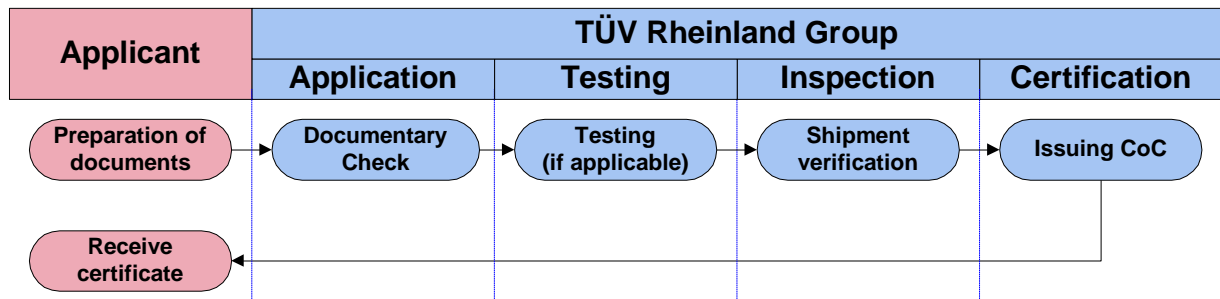 Applicant
TÜV Rheinland Group
Application
Testing
Inspection
Certification
Preparation of
documents
Documentary
Check
Testing
(if applicable)
Shipment
verification
Issuing CoC
Receive
certificate